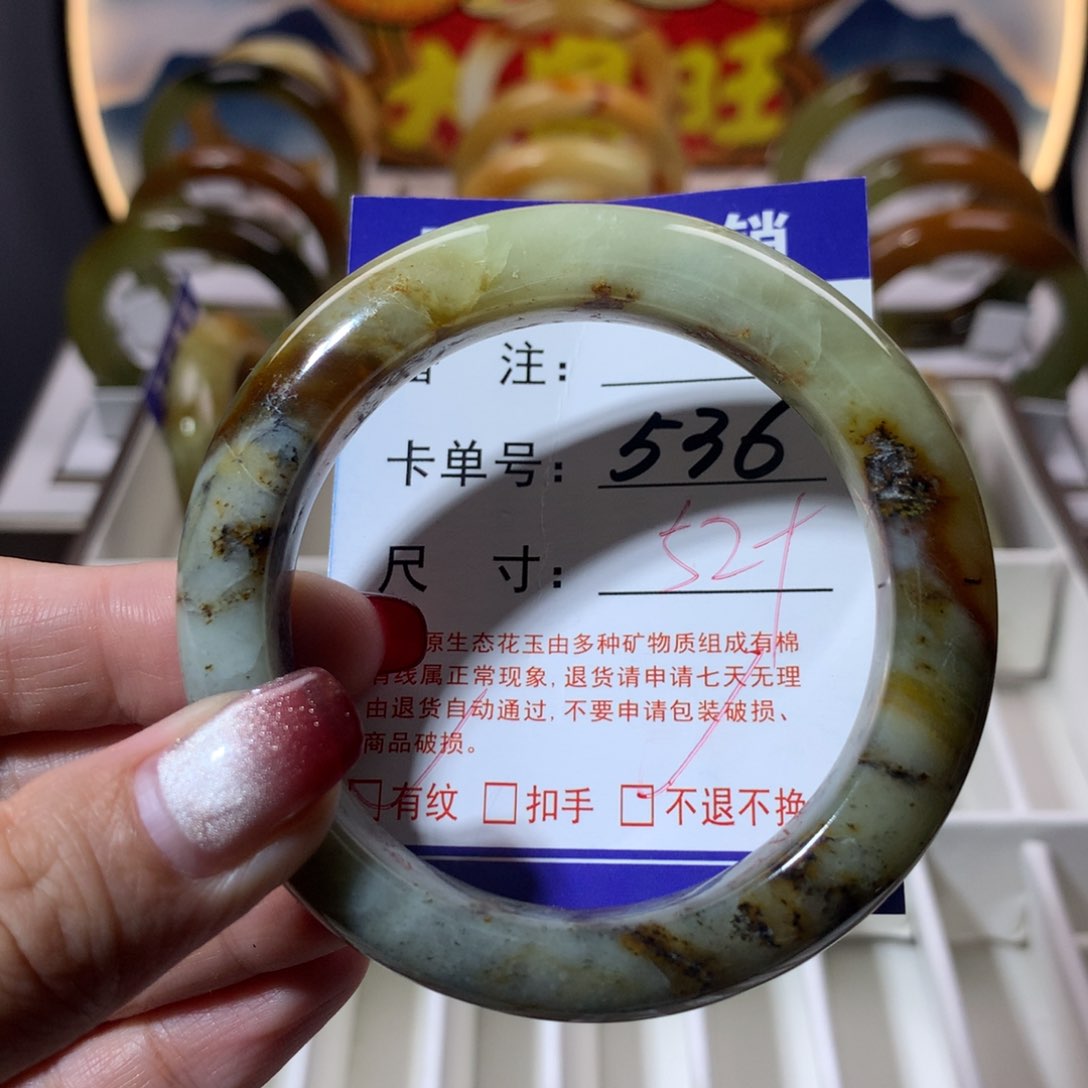 大 旺
销
注：
卡单号：536
尺 寸：52+
原生态花玉由多种矿物质组成有棉
有线属正常现象，退货请申请七天无理
由退货自动通过，不要申请包装破损、
商品破损。
□有纹 □扣手 □不退不换